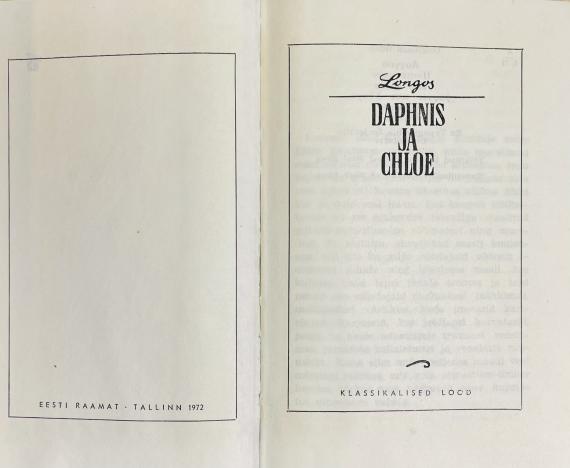 EESTI RAAMAT · TALLINN 1972
Longos
DAPHNIS
JA
CHLOE
KLASSIKALISED LOOD